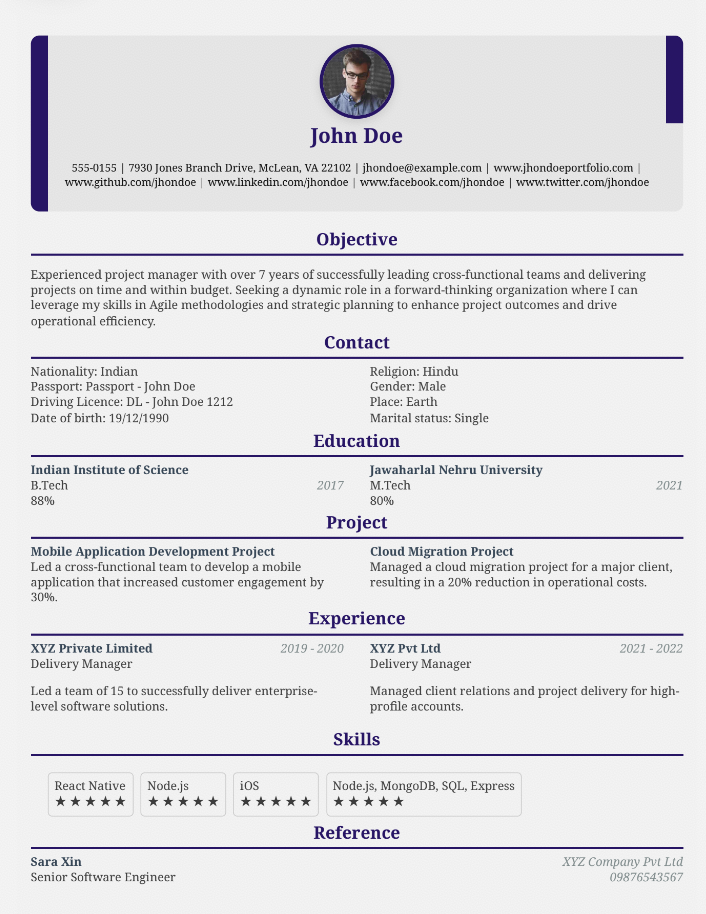 John Doe
555-0155 | 7930 Jones Branch Drive, McLean, VA 22102 | jhondoe@example.com | www.jhondoeportfolio.com |
www.github.com/jhondoe | www.linkedin.com/jhondoe | www.facebook.com/jhondoe | www.twitter.com/jhondoe
Objective
Experienced project manager with over 7 years of successfully leading cross-functional teams and delivering
projects on time and within budget. Seeking a dynamic role in a forward-thinking organization where I can
leverage my skills in Agile methodologies and strategic planning to enhance project outcomes and drive
operational efficiency.
Contact
Nationality: Indian
Passport: Passport - John Doe
Driving Licence: DL - John Doe 1212
Date of birth: 19/12/1990
Religion: Hindu
Gender: Male
Place: Earth
Marital status: Single
Education
Indian Institute of Science
B.Tech 2017
88%
Jawaharlal Nehru University
M.Tech 2021
80%
Project
Mobile Application Development Project
Led a cross-functional team to develop a mobile
application that increased customer engagement by
30%.
Cloud Migration Project
Managed a cloud migration project for a major client,
resulting in a 20% reduction in operational costs.
Experience
XYZ Private Limited 2019 - 2020
Delivery Manager
Led a team of 15 to successfully deliver enterprise-
level software solutions.
XYZ Pvt Ltd 2021 - 2022
Delivery Manager
Managed client relations and project delivery for high-
profile accounts.
Skills
React Native
★★★★★
Node.js
★★★★★
iOS
★★★★★
Node.js, MongoDB, SQL, Express
★★★★★
Reference
Sara Xin XYZ Company Pvt Ltd
Senior Software Engineer 09876543567